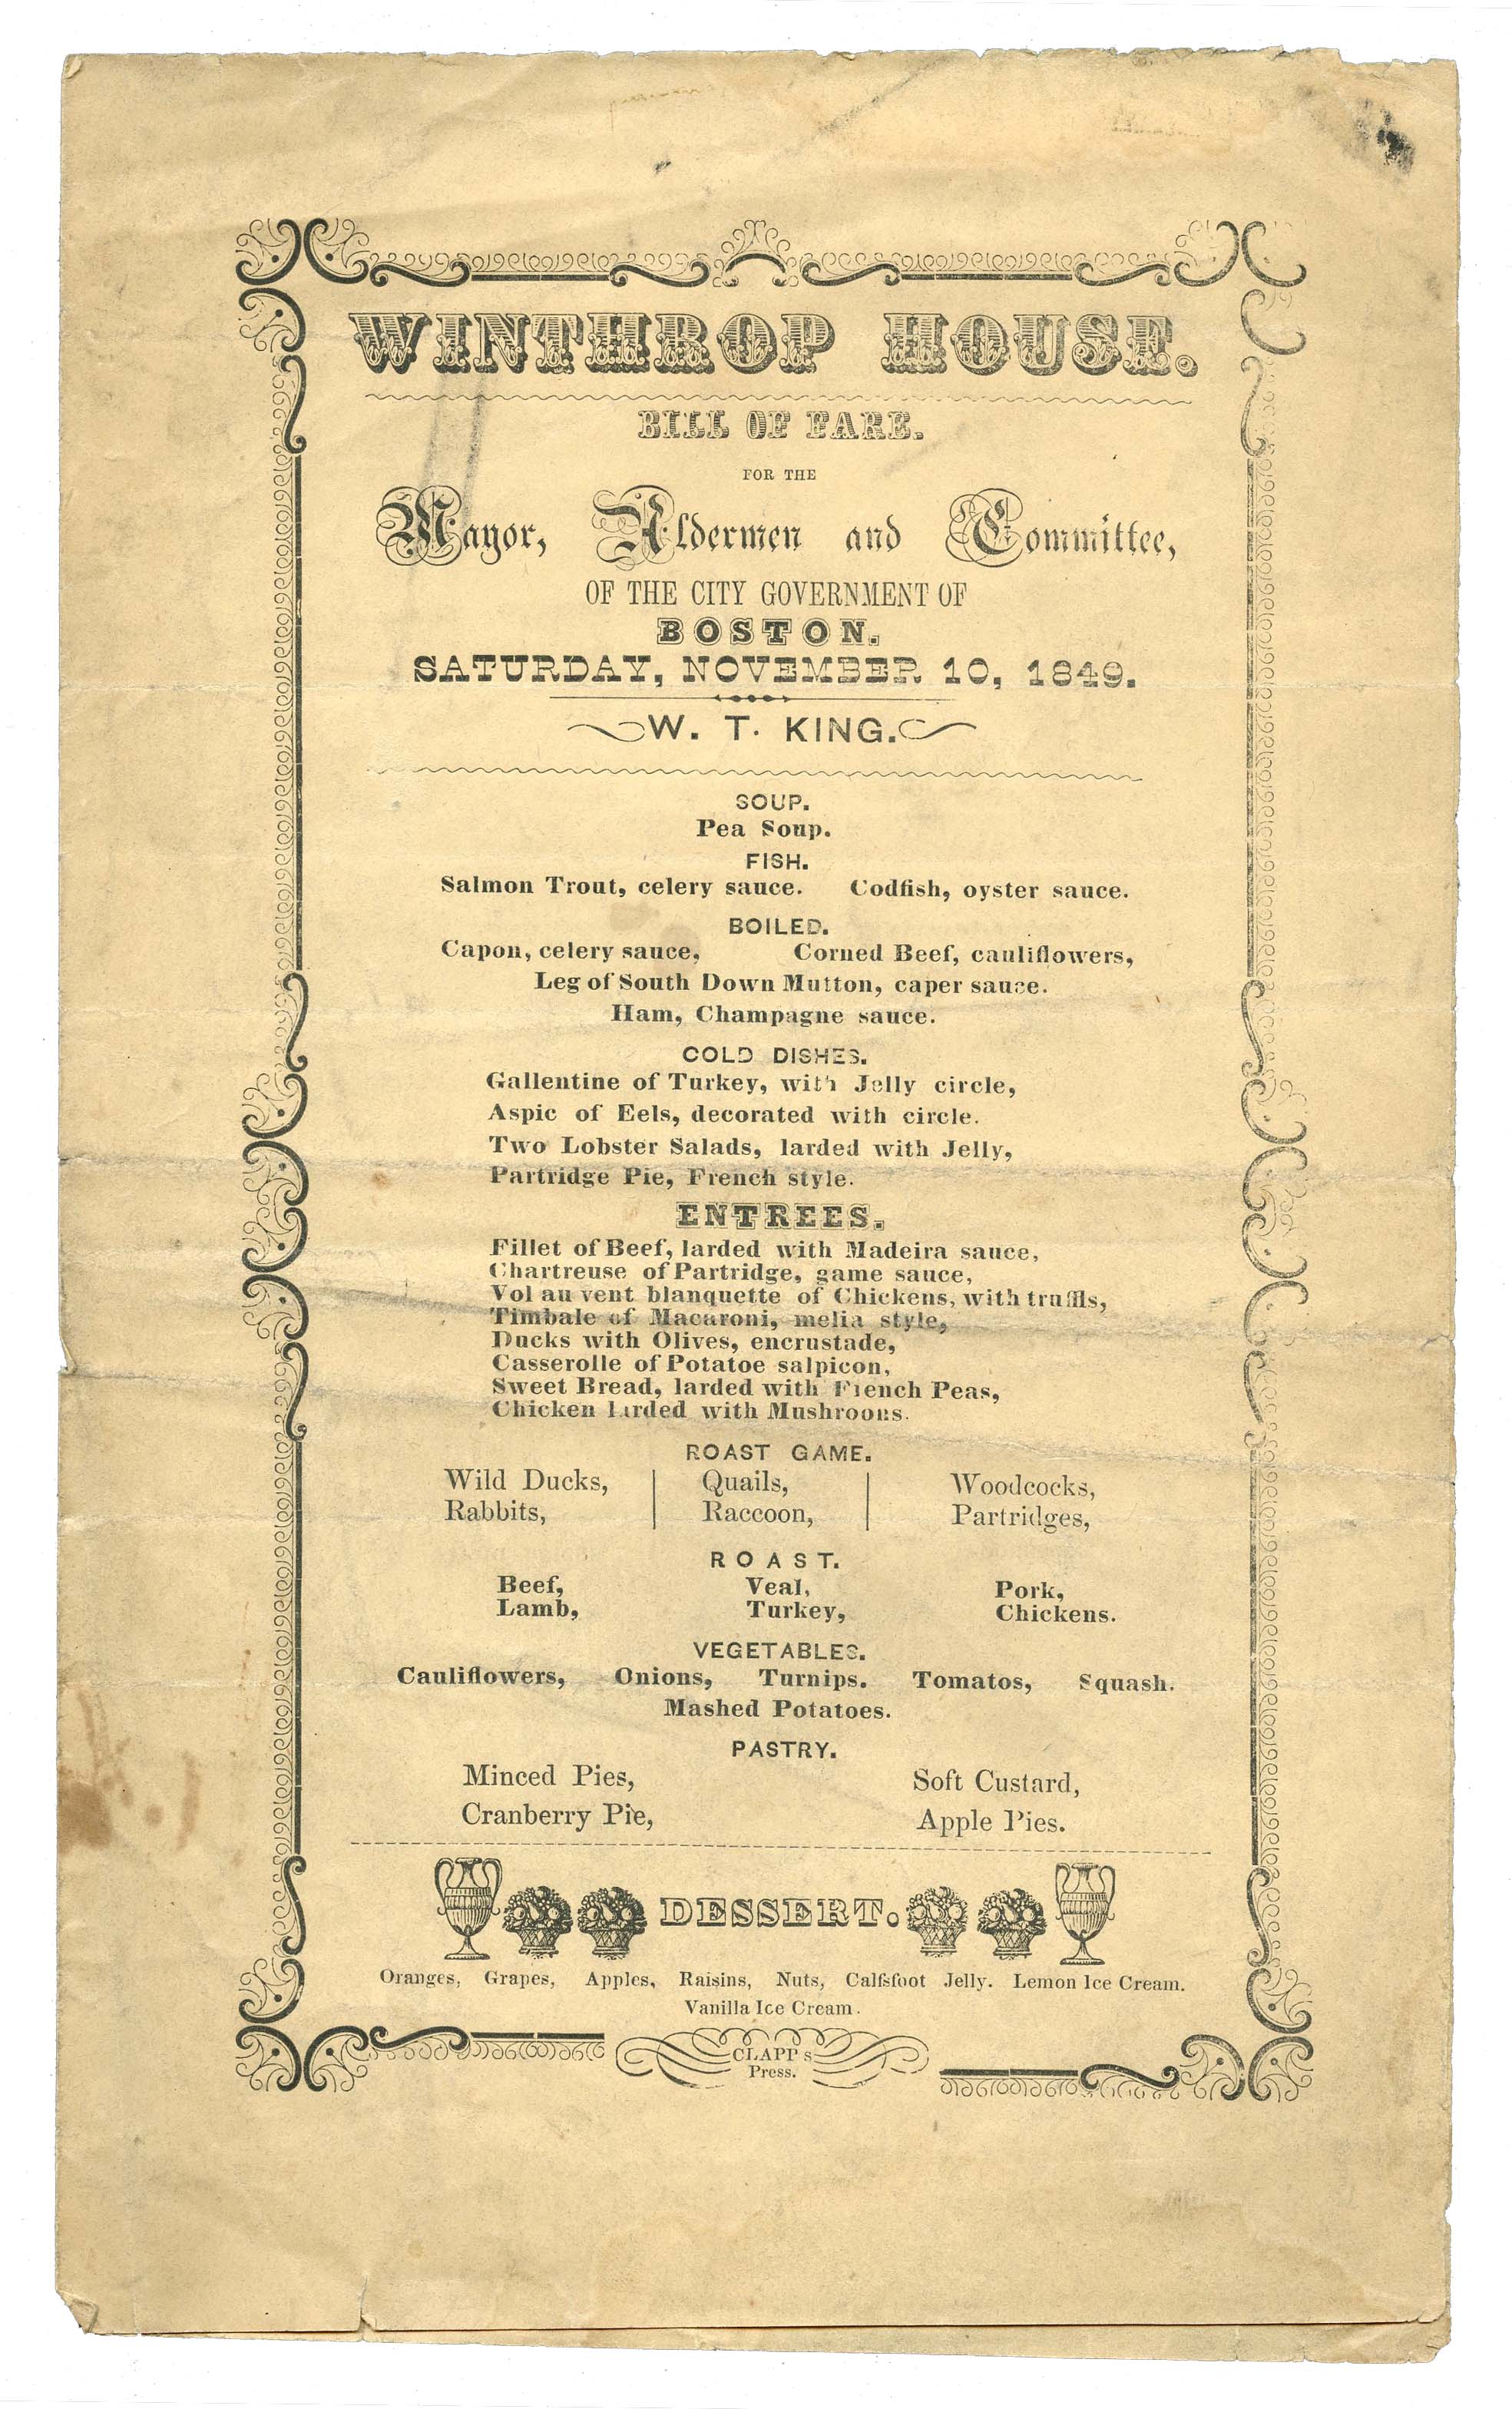 WINTHROP HOUSE.
BILL OF FARE.
FOR THE
Mayor, Aldermen and Committee,
OF THE CITY GOVERNMENT OF
BOSTON.
SATURDAY, NOVEMBER 10, 1849.
W. T. KING.
SOUP.
Pea Soup.
FISH.
Salmon Trout, celery sauce. Codfish, oyster sauce.
BOILED.
Capon, celery sauce, Corned Beef, cauliflowers,
Leg of South Down Mutton, caper sauce.
Ham, Champagne sauce.
COLD DISHES.
Gallentine of Turkey, with Jelly circle,
Aspic of Eels, decorated with circle.
Two Lobster Salads, larded with Jelly,
Partridge Pie, French style.
ENTREES.
Fillet of Beef, larded with Madeira sauce,
Chartreuse of Partridge, game sauce,
Vol au vent blanquette of Chickens, with truffls,
Timbale of Macaroni, melia style,
Ducks with Olives, encrustade,
Casserolle of Potatoe salpicon,
Sweet Bread, larded with French Peas,
Chicken larded with Mushroons.
ROAST GAME.
Wild Ducks, Quails, Woodcocks,
Rabbits, Raccoon, Partridges,
ROAST.
Beef, Veal, Pork,
Lamb, Turkey, Chickens.
VEGETABLES.
Cauliflowers, Onions, Turnips. Tomatos, Squash.
Mashed Potatoes.
PASTRY.
Minced Pies, Soft Custard,
Cranberry Pie, Apple Pies.
DESSERT.
Oranges, Grapes, Apples, Raisins, Nuts, Calfsfoot Jelly. Lemon Ice Cream.
Vanilla Ice Cream.
CLAPP's
Press.